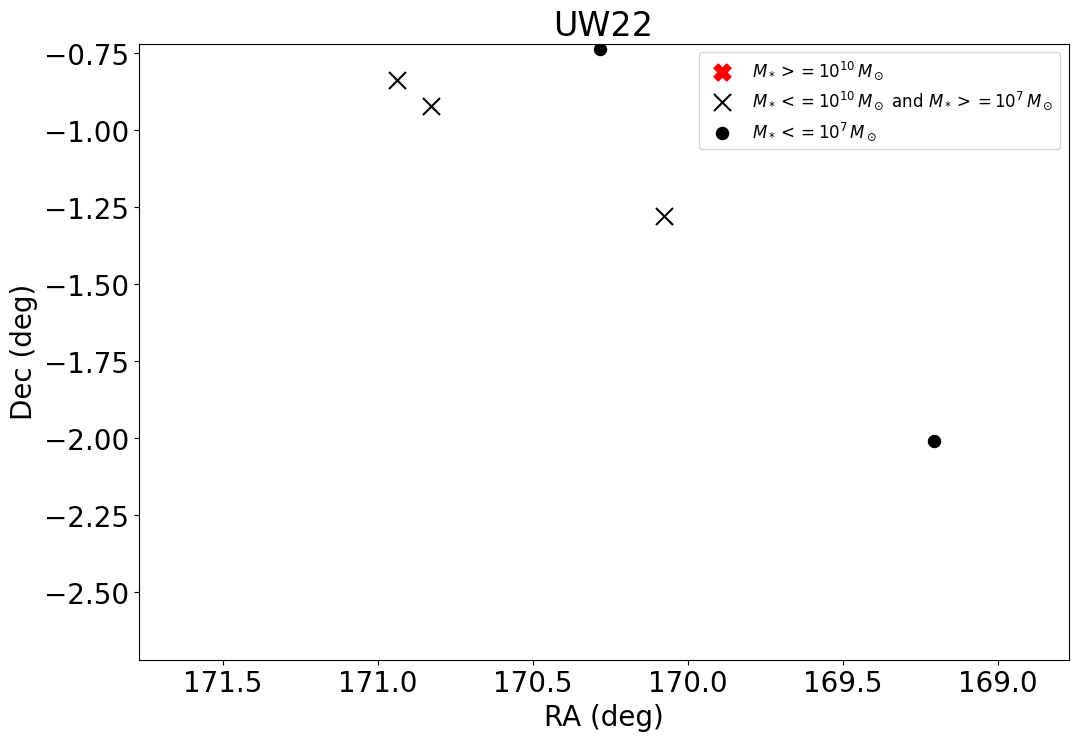 UW22
−0.75
−1.00
−1.25
−1.50
−1.75
−2.00
−2.25
−2.50
Dec (deg)
M* >= 10^10 M⊙
M* <= 10^10 M⊙ and M* >= 10^7 M⊙
M* <= 10^7 M⊙
171.5 171.0 170.5 170.0 169.5 169.0
RA (deg)